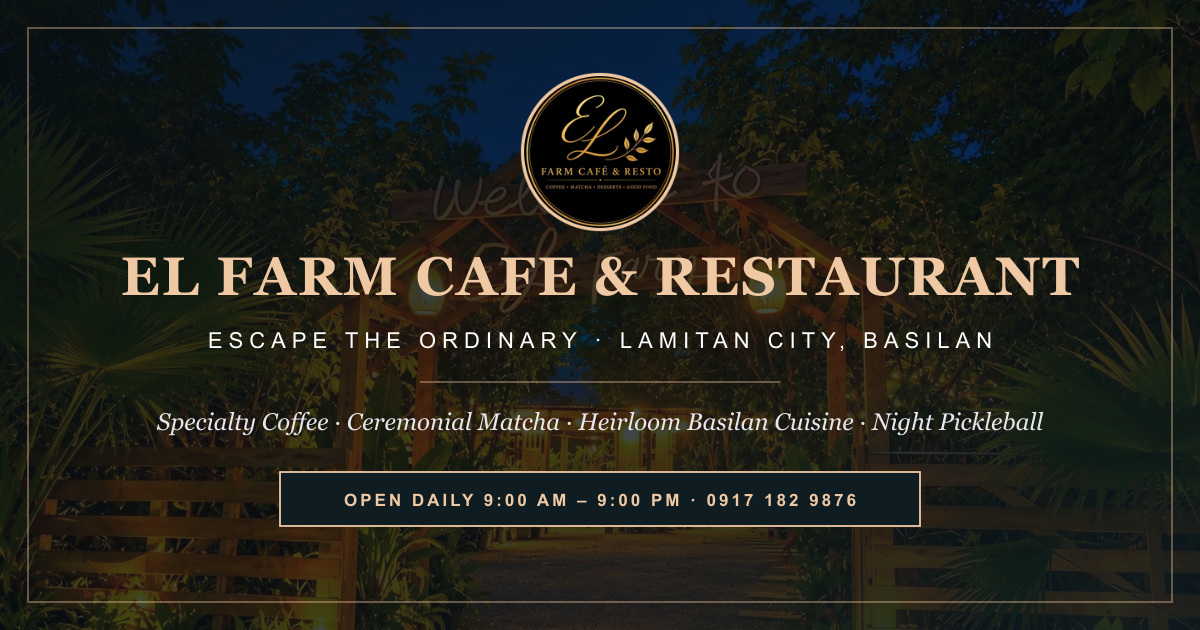 EL
FARM CAFÉ & RESTO
COFFEE • MATCHA • DESSERTS • GOOD FOOD
to
EL FARM CAFE & RESTAURANT
ESCAPE THE ORDINARY · LAMITAN CITY, BASILAN
Specialty Coffee · Ceremonial Matcha · Heirloom Basilan Cuisine · Night Pickleball
OPEN DAILY 9:00 AM – 9:00 PM · 0917 182 9876